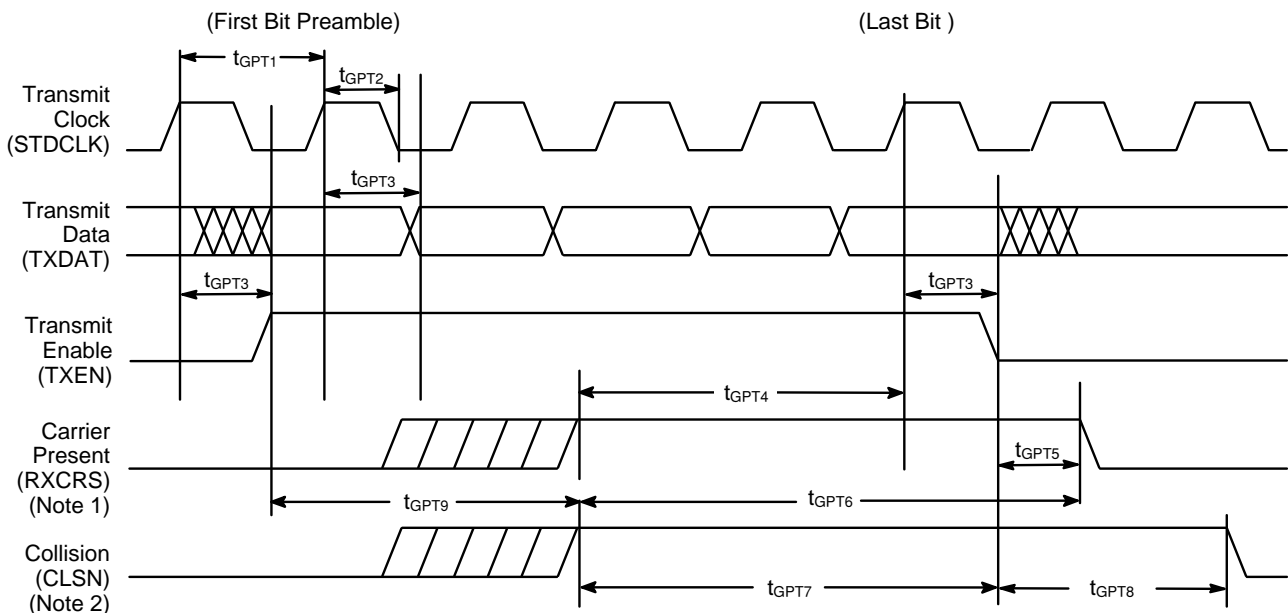 (First Bit Preamble)
(Last Bit )
tGPT1
tGPT2
Transmit
Clock
(STDCLK)
tGPT3
Transmit
Data
(TXDAT)
tGPT3
tGPT3
Transmit
Enable
(TXEN)
tGPT4
Carrier
Present
(RXCRS)
(Note 1)
tGPT5
tGPT9
tGPT6
Collision
(CLSN)
(Note 2)
tGPT7
tGPT8